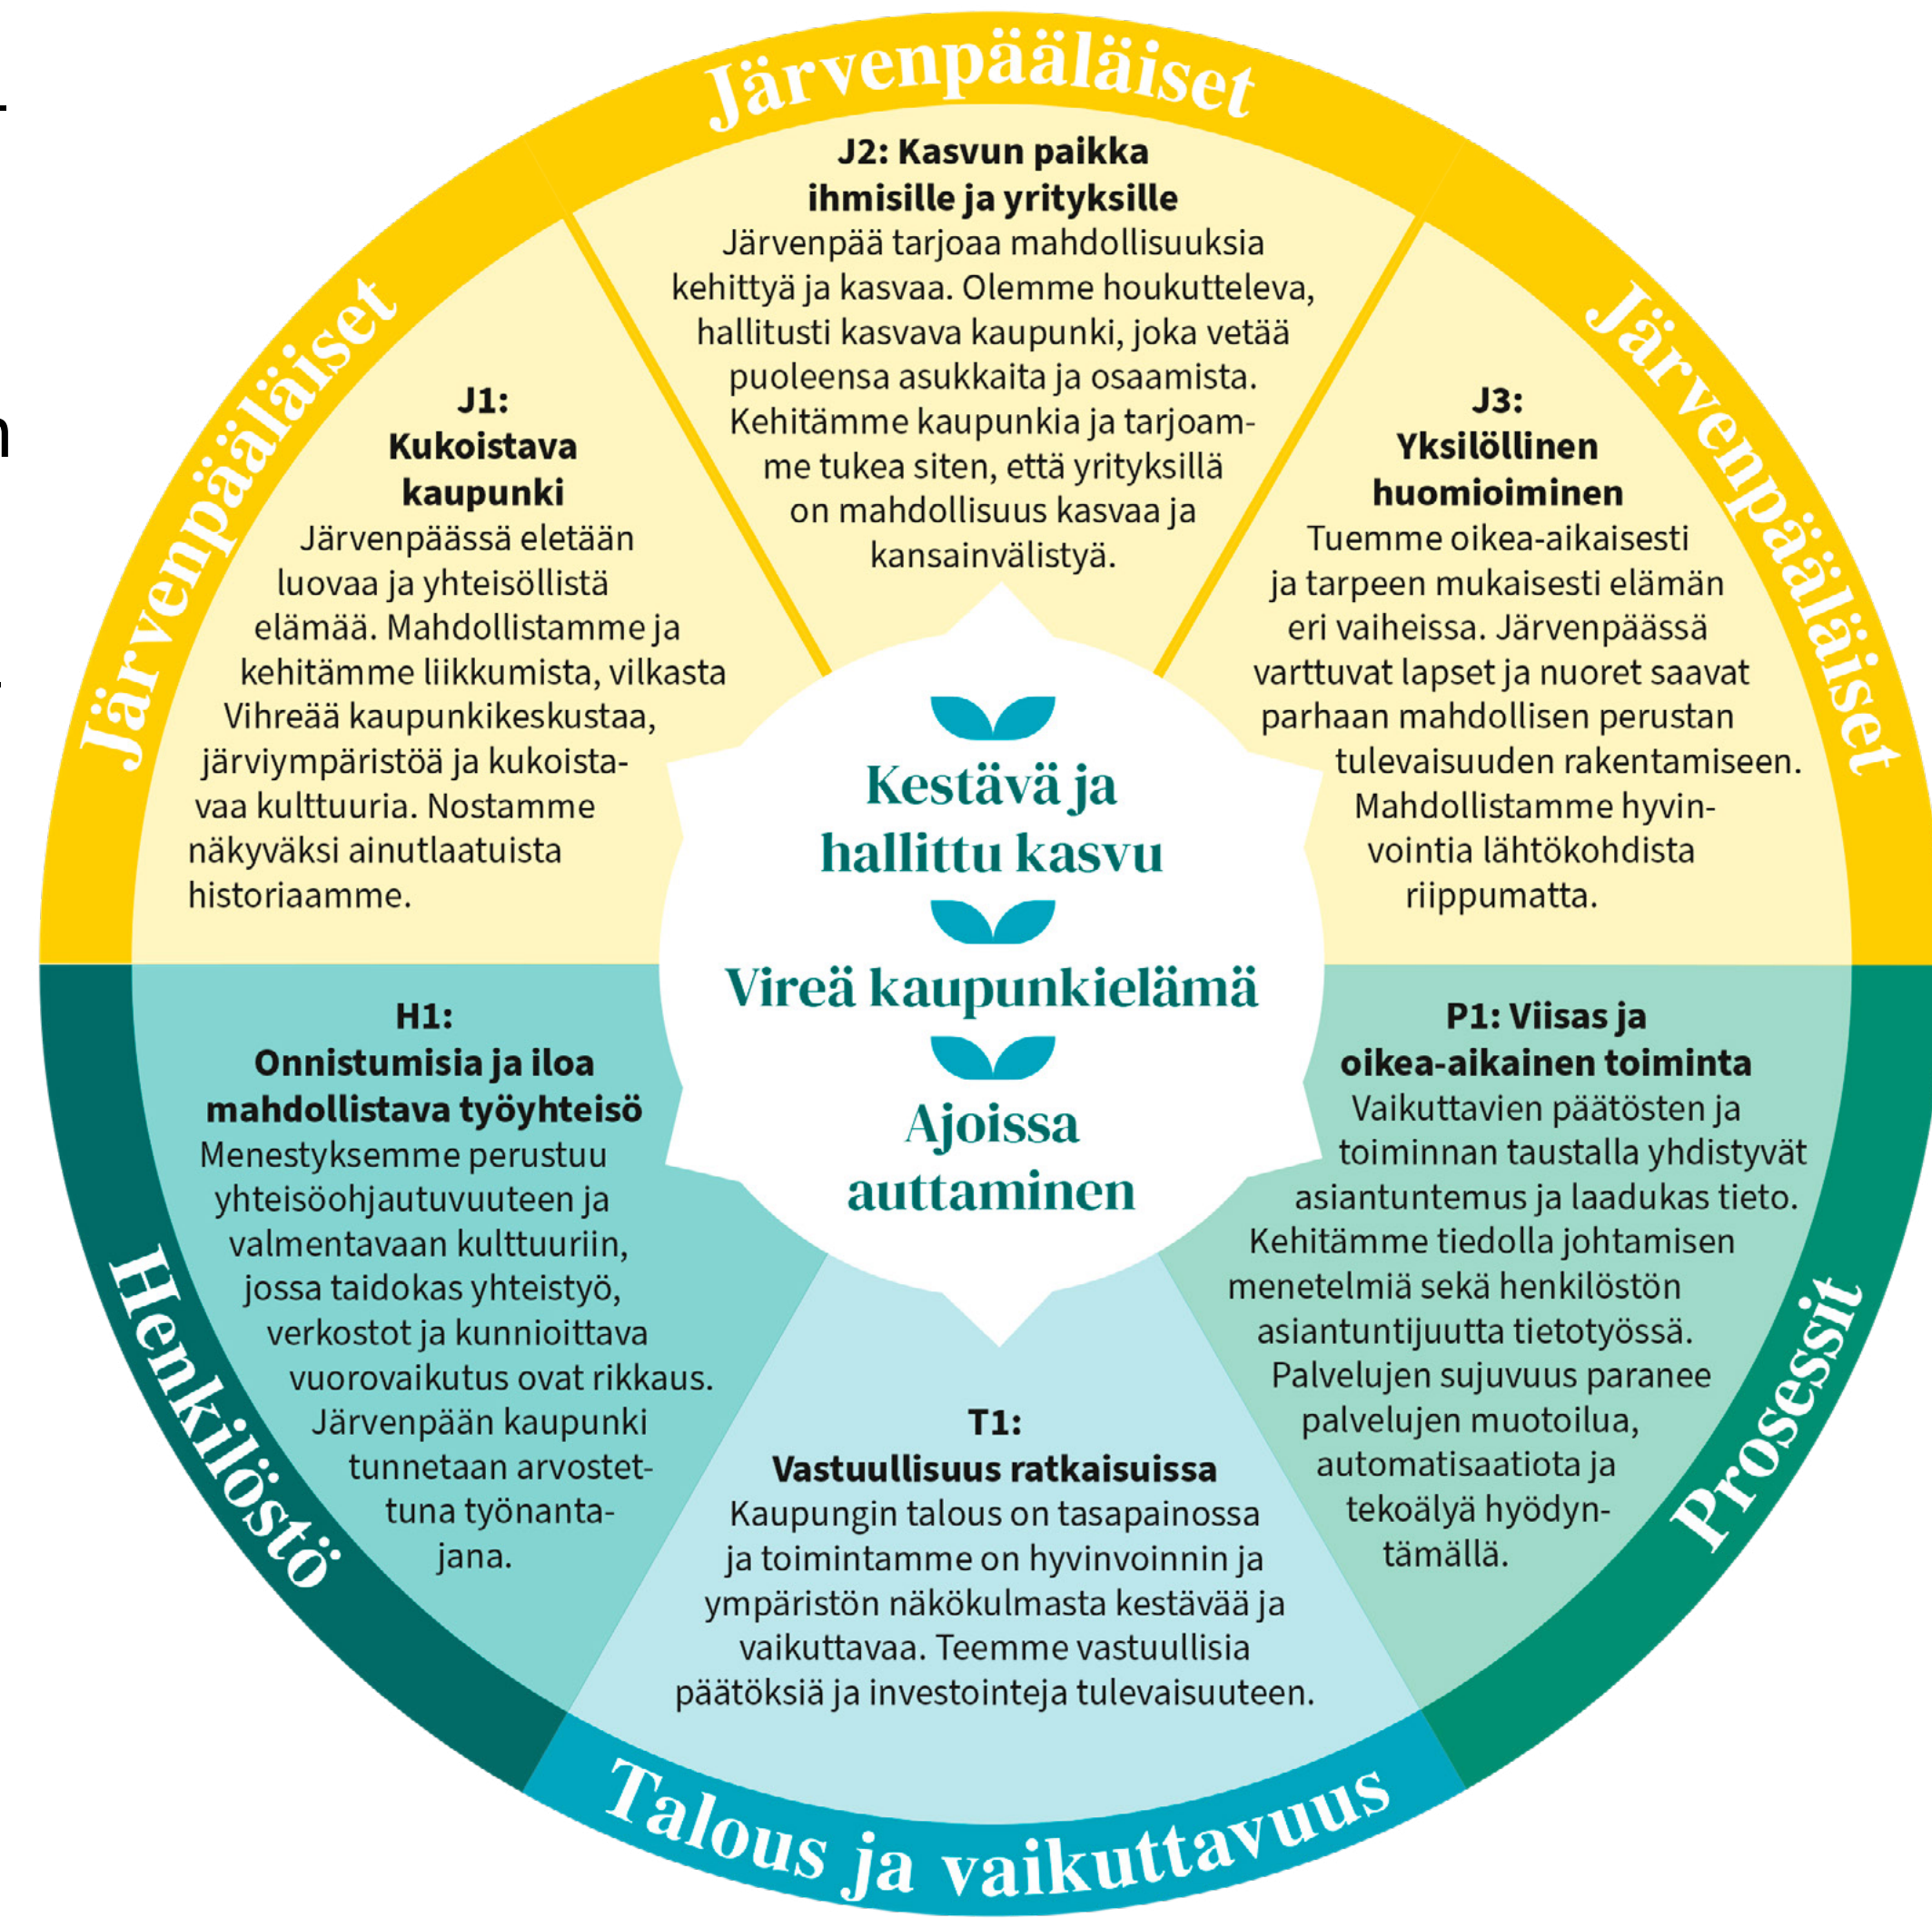 Järvenpääläiset
J2: Kasvun paikka
ihmisille ja yrityksille
Järvenpää tarjoaa mahdollisuuksia
kehittyä ja kasvaa. Olemme houkutteleva,
hallitusti kasvava kaupunki, joka vetää
puoleensa asukkaita ja osaamista.
Kehitämme kaupunkia ja tarjoam-
me tukea siten, että yrityksillä
on mahdollisuus kasvaa ja
kansainvälistyä.
Järvenpääläiset
J1:
Kukoistava
kaupunki
Järvenpäässä eletään
luovaa ja yhteisöllistä
elämää. Mahdollistamme ja
kehitämme liikkumista, vilkasta
Vihreää kaupunkikeskustaa,
järviympäristöä ja kukoista-
vaa kulttuuria. Nostamme
näkyväksi ainutlaatuista
historiaamme.
Järvenpääläiset
J3:
Yksilöllinen
huomioiminen
Tuemme oikea-aikaisesti
ja tarpeen mukaisesti elämän
eri vaiheissa. Järvenpäässä
varttuvat lapset ja nuoret saavat
parhaan mahdollisen perustan
tulevaisuuden rakentamiseen.
Mahdollistamme hyvin-
vointia lähtökohdista
riippumatta.
Kestävä ja
hallittu kasvu
Vireä kaupunkielämä
Ajoissa
auttaminen
Henkilöstö
H1:
Onnistumisia ja iloa
mahdollistava työyhteisö
Menestyksemme perustuu
yhteisöohjautuvuuteen ja
valmentavaan kulttuuriin,
jossa taidokas yhteistyö,
verkostot ja kunnioittava
vuorovaikutus ovat rikkaus.
Järvenpään kaupunki
tunnetaan arvostet-
tuna työnanta-
jana.
Prosessit
P1: Viisas ja
oikea-aikainen toiminta
Vaikuttavien päätösten ja
toiminnan taustalla yhdistyvät
asiantuntemus ja laadukas tieto.
Kehitämme tiedolla johtamisen
menetelmiä sekä henkilöstön
asiantuntijuutta tietotyössä.
Palvelujen sujuvuus paranee
palvelujen muotoilua,
automatisaatiota ja
tekoälyä hyödyn-
tämällä.
T1:
Vastuullisuus ratkaisuissa
Kaupungin talous on tasapainossa
ja toimintamme on hyvinvoinnin ja
ympäristön näkökulmasta kestävää ja
vaikuttavaa. Teemme vastuullisia
päätöksiä ja investointeja tulevaisuuteen.
Talous ja vaikuttavuus